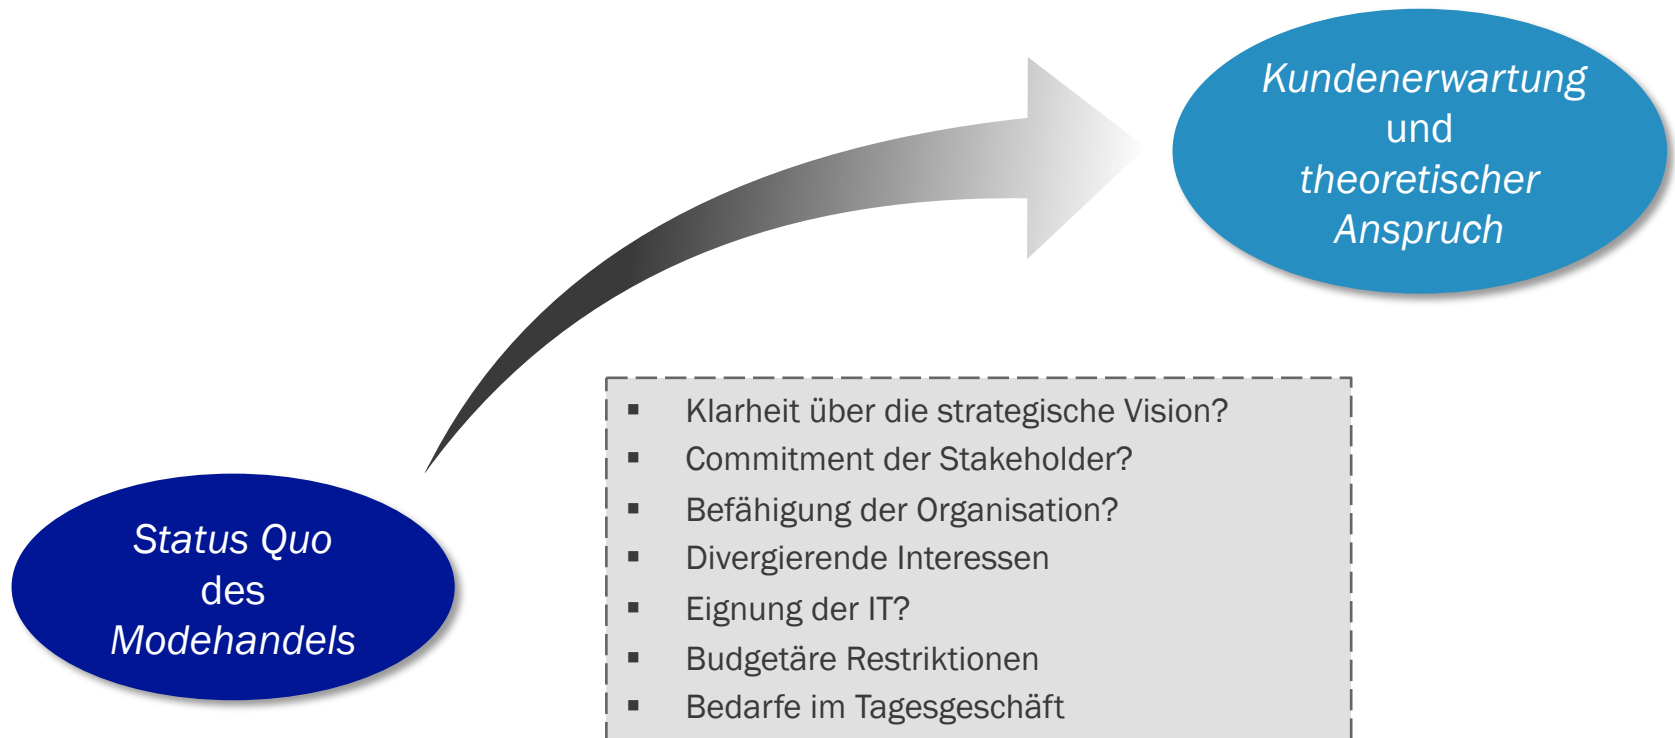 Kundenerwartung
und
theoretischer
Anspruch
▪ Klarheit über die strategische Vision?
▪ Commitment der Stakeholder?
▪ Befähigung der Organisation?
▪ Divergierende Interessen
▪ Eignung der IT?
▪ Budgetäre Restriktionen
▪ Bedarfe im Tagesgeschäft
Status Quo
des
Modehandels